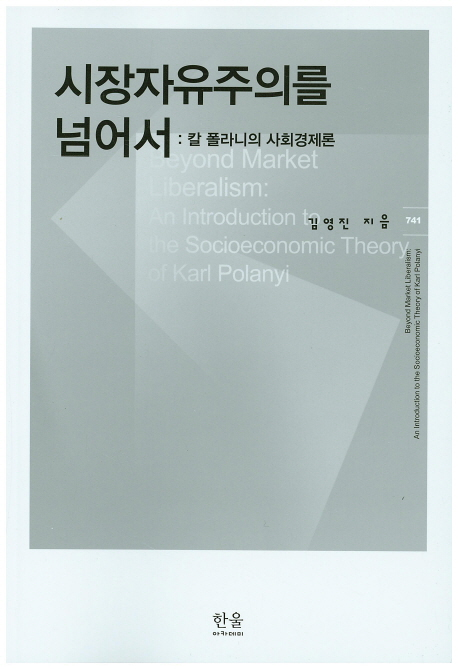 시장자유주의를
넘어서 : 칼 폴라니의 사회경제론
Beyond Market
Liberalism:
An Introduction to
the Socioeconomic Theory
of Karl Polanyi
김영진 지음
741
Beyond Market Liberalism:
An Introduction to the Socioeconomic Theory of Karl Polanyi
한울
아카데미